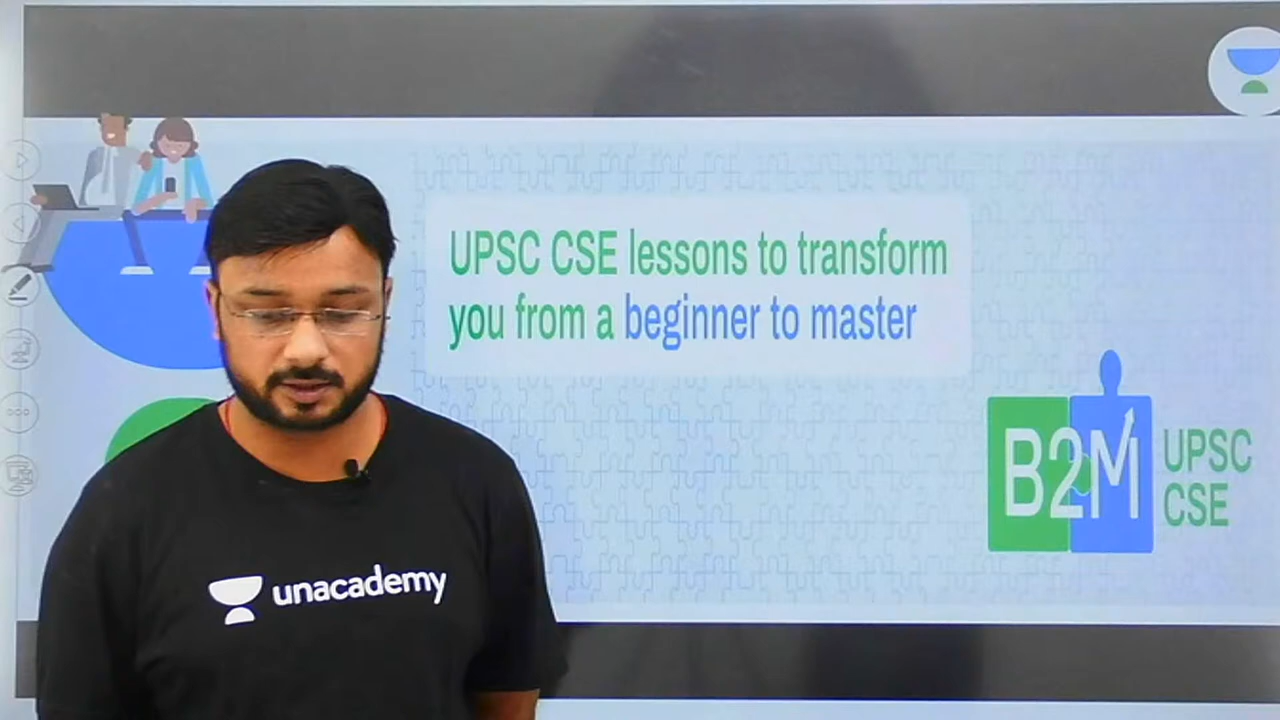 UPSC CSE lessons to transform
you from a beginner to master
B2M
UPSC
CSE
unacademy